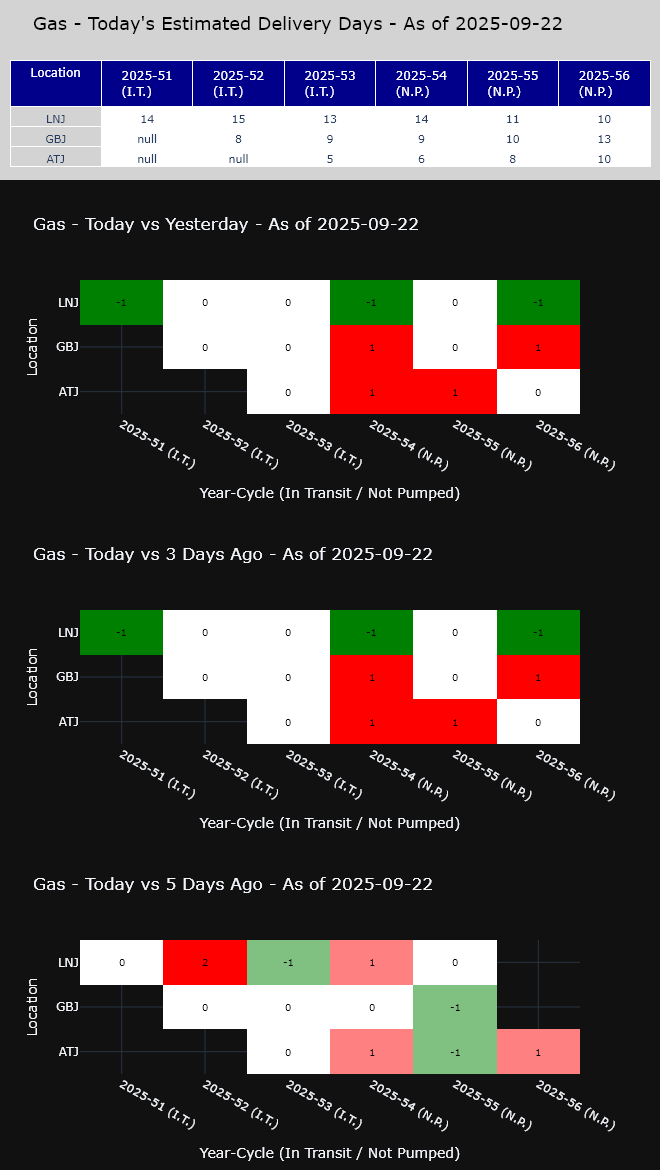 Gas - Today's Estimated Delivery Days - As of 2025-09-22
Location 2025-51 (I.T.) 2025-52 (I.T.) 2025-53 (I.T.) 2025-54 (N.P.) 2025-55 (N.P.) 2025-56 (N.P.)
LNJ 14 15 13 14 11 10
GBJ null 8 9 9 10 13
ATJ null null 5 6 8 10
Gas - Today vs Yesterday - As of 2025-09-22
Location
LNJ -1 0 0 -1 0 -1
GBJ 0 0 1 0 1
ATJ 0 1 1 0
2025-51 (I.T.) 2025-52 (I.T.) 2025-53 (I.T.) 2025-54 (N.P.) 2025-55 (N.P.) 2025-56 (N.P.)
Year-Cycle (In Transit / Not Pumped)
Gas - Today vs 3 Days Ago - As of 2025-09-22
Location
LNJ -1 0 0 -1 0 -1
GBJ 0 0 1 0 1
ATJ 0 1 1 0
2025-51 (I.T.) 2025-52 (I.T.) 2025-53 (I.T.) 2025-54 (N.P.) 2025-55 (N.P.) 2025-56 (N.P.)
Year-Cycle (In Transit / Not Pumped)
Gas - Today vs 5 Days Ago - As of 2025-09-22
Location
LNJ 0 2 -1 1 0
GBJ 0 0 0 -1
ATJ 0 1 -1 1
2025-51 (I.T.) 2025-52 (I.T.) 2025-53 (I.T.) 2025-54 (N.P.) 2025-55 (N.P.) 2025-56 (N.P.)
Year-Cycle (In Transit / Not Pumped)